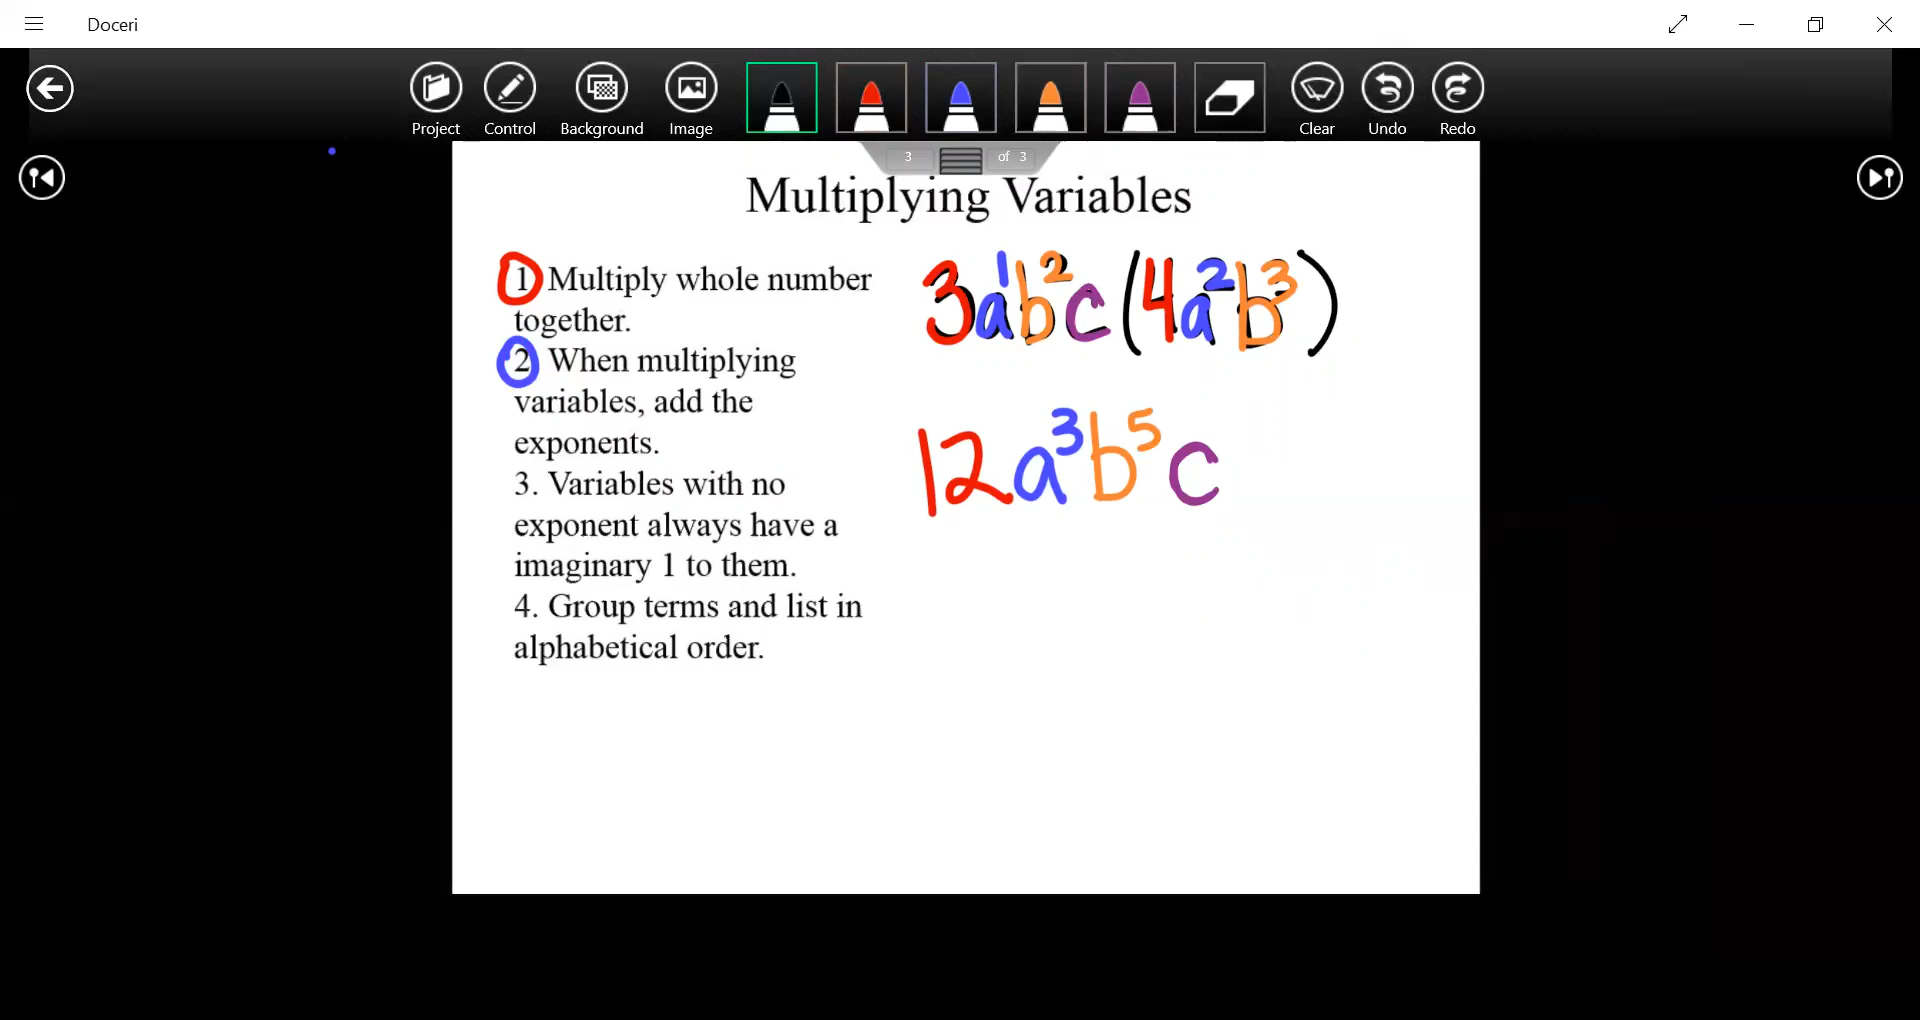 Doceri
Project Control Background Image Clear Undo Redo
3 of 3
Multiplying Variables
1. Multiply whole number
together.
2. When multiplying
variables, add the
exponents.
3. Variables with no
exponent always have a
imaginary 1 to them.
4. Group terms and list in
alphabetical order.
3a¹b²c(4a²b³)
12a³b⁵c